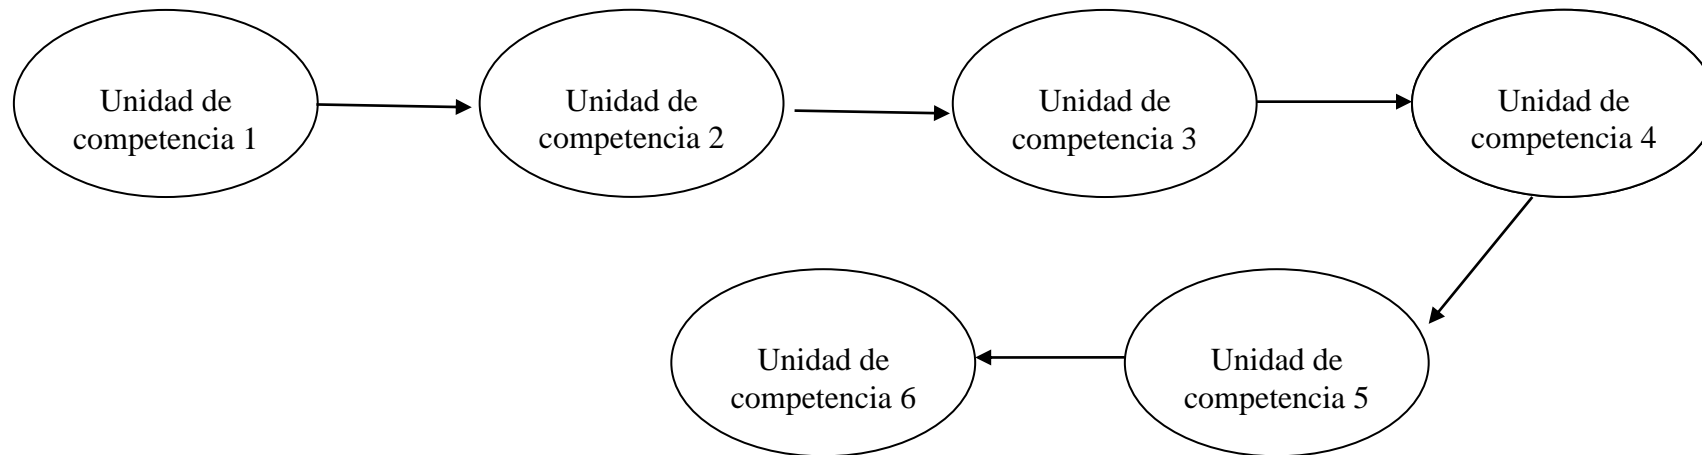 Unidad de
competencia 1
Unidad de
competencia 2
Unidad de
competencia 3
Unidad de
competencia 4
Unidad de
competencia 5
Unidad de
competencia 6